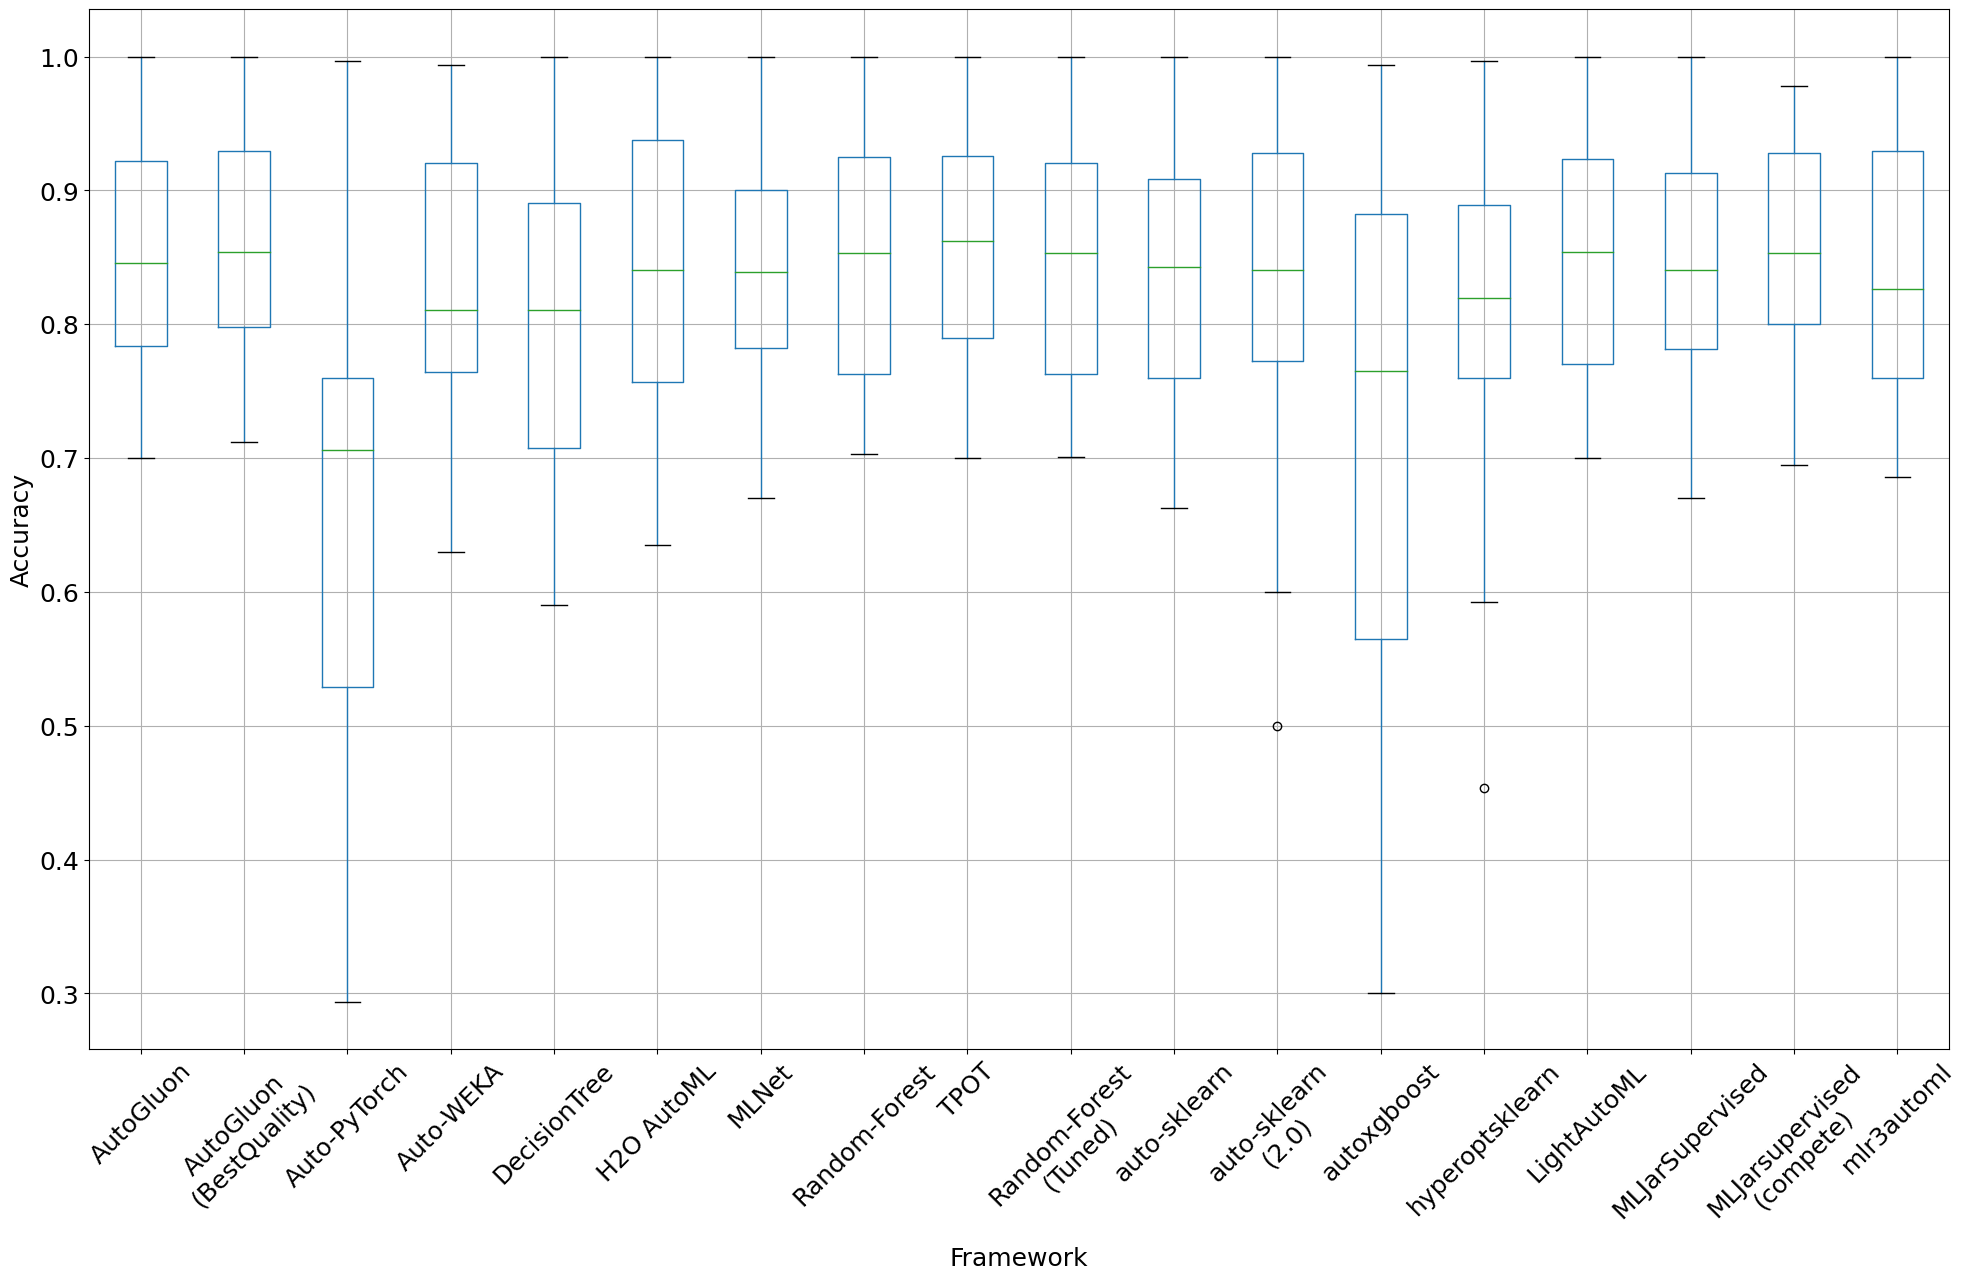 1.0
0.9
0.8
0.7
0.6
0.5
0.4
0.3
Accuracy
AutoGluon
AutoGluon
(BestQuality)
Auto-PyTorch
Auto-WEKA
DecisionTree
H2O AutoML
MLNet
Random-Forest
TPOT
Random-Forest
(Tuned)
auto-sklearn
auto-sklearn
(2.0)
autoxgboost
hyperoptsklearn
LightAutoML
MLJarSupervised
MLJarsupervised
(compete)
mlr3automl
Framework